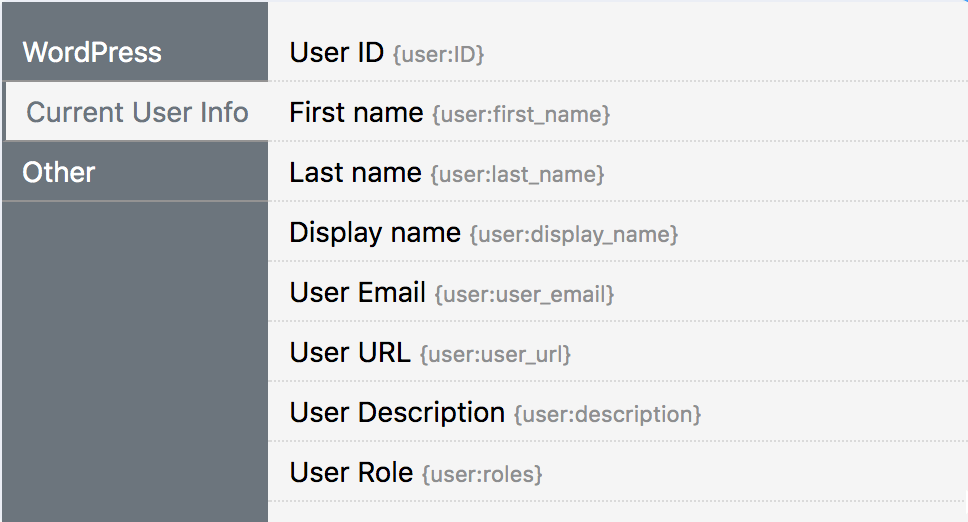 WordPress
Current User Info
Other
User ID {user:ID}
First name {user:first_name}
Last name {user:last_name}
Display name {user:display_name}
User Email {user:user_email}
User URL {user:user_url}
User Description {user:description}
User Role {user:roles}